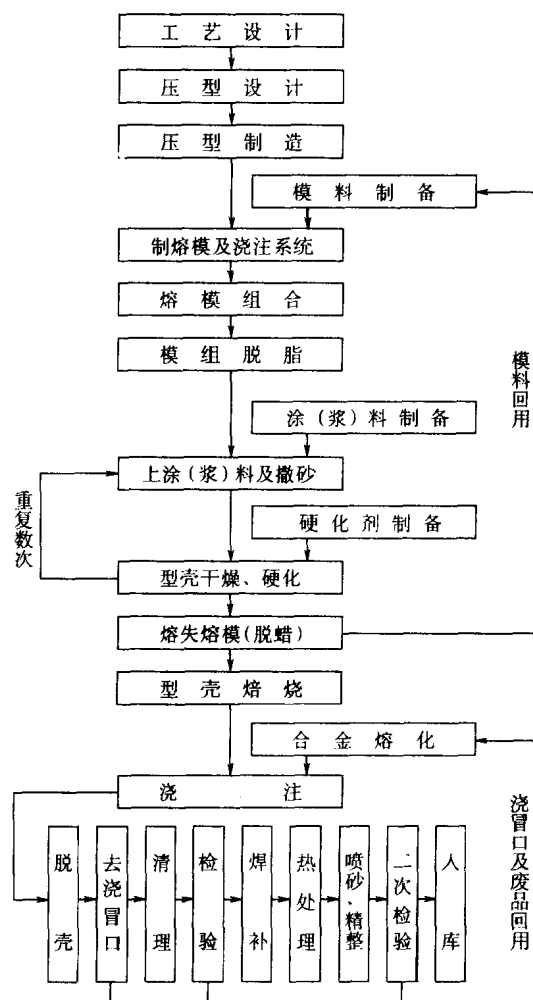 工艺设计
压型设计
压型制造
模料制备
制熔模及浇注系统
熔模组合
模组脱脂
模料回用
涂(浆)料制备
上涂(浆)料及撒砂
重复数次
硬化剂制备
型壳干燥、硬化
熔失熔模(脱蜡)
型壳焙烧
合金熔化
浇注
浇冒口及废品回用
脱壳
去浇冒口
清理
检验
焊补
热处理
喷砂、精整
二次检验
入库